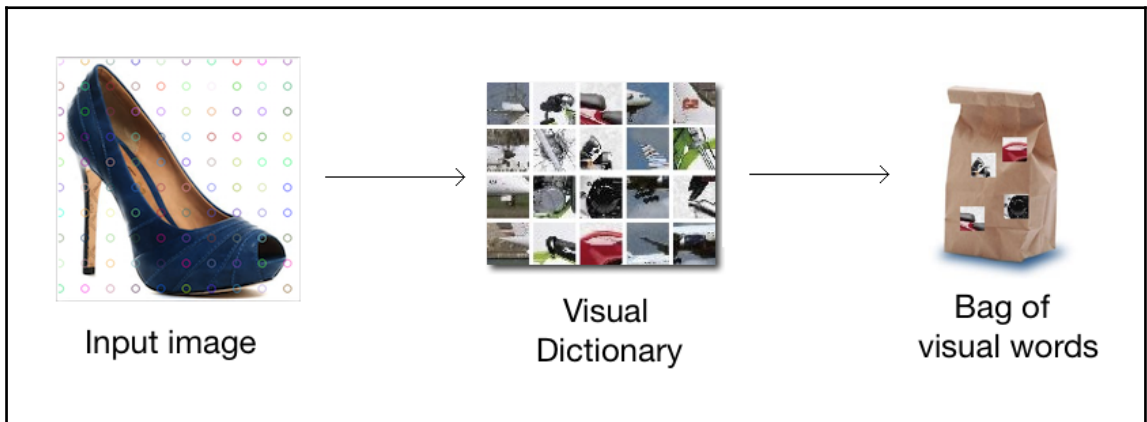 Input image
Visual
Dictionary
Bag of
visual words